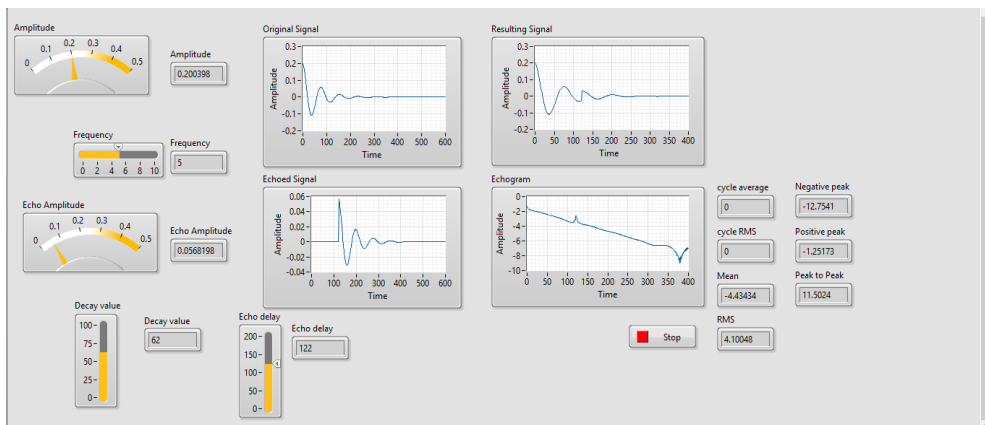 Amplitude
0 0.1 0.2 0.3 0.4 0.5
Amplitude
0.200398
Frequency
0 2 4 6 8 10
Frequency
5
Echo Amplitude
0 0.1 0.2 0.3 0.4 0.5
Echo Amplitude
0.0568198
Decay value
100-
75-
50-
25-
0-
Decay value
62
Echo delay
200-
150-
100-
50-
0-
Echo delay
122
Original Signal
Amplitude
0.3-
0.2-
0.1-
0-
-0.1-
-0.2-
0 100 200 300 400 500 600
Time
Echoed Signal
Amplitude
0.06-
0.04-
0.02-
0-
-0.02-
-0.04-
0 100 200 300 400 500 600
Time
Resulting Signal
Amplitude
0.3-
0.2-
0.1-
0-
-0.1-
-0.2-
0 50 100 150 200 250 300 350 400
Time
Echogram
Amplitude
0-
-2-
-4-
-6-
-8-
-10-
0 50 100 150 200 250 300 350 400
Time
cycle average
0
cycle RMS
0
Mean
-4.43434
RMS
4.10048
Negative peak
-12.7541
Positive peak
-1.25173
Peak to Peak
11.5024
Stop